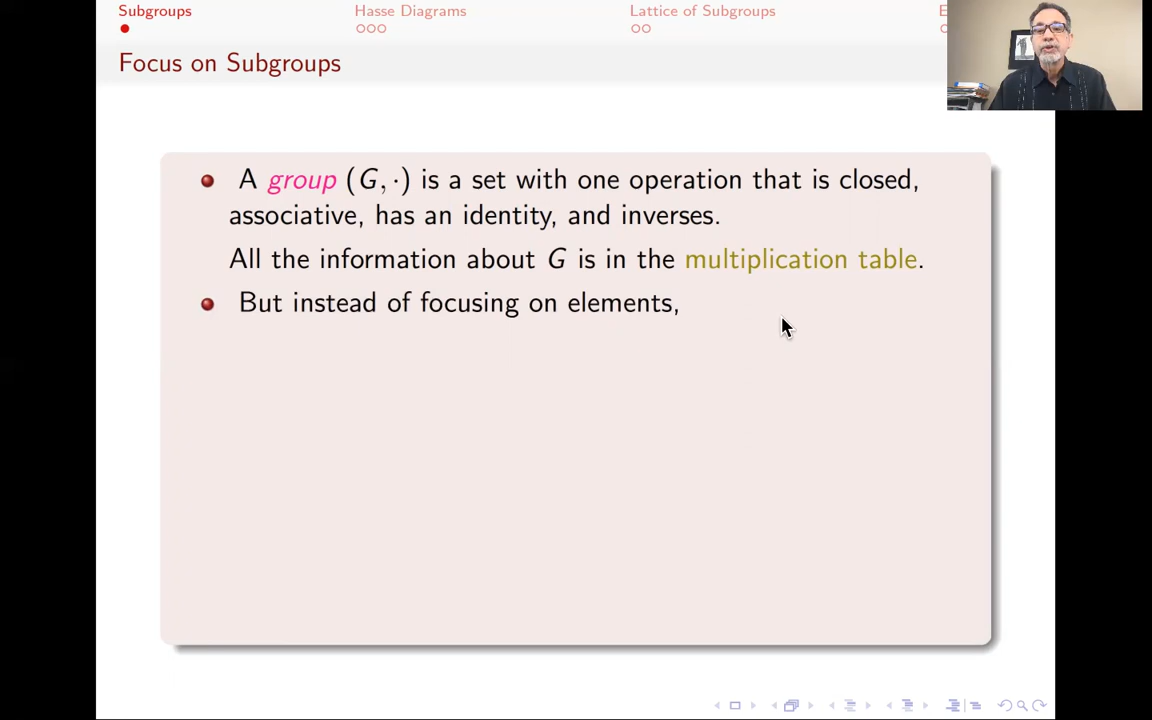 Subgroups
Hasse Diagrams
Lattice of Subgroups
E
Focus on Subgroups
A group (G, ·) is a set with one operation that is closed,
associative, has an identity, and inverses.
All the information about G is in the multiplication table.
But instead of focusing on elements,